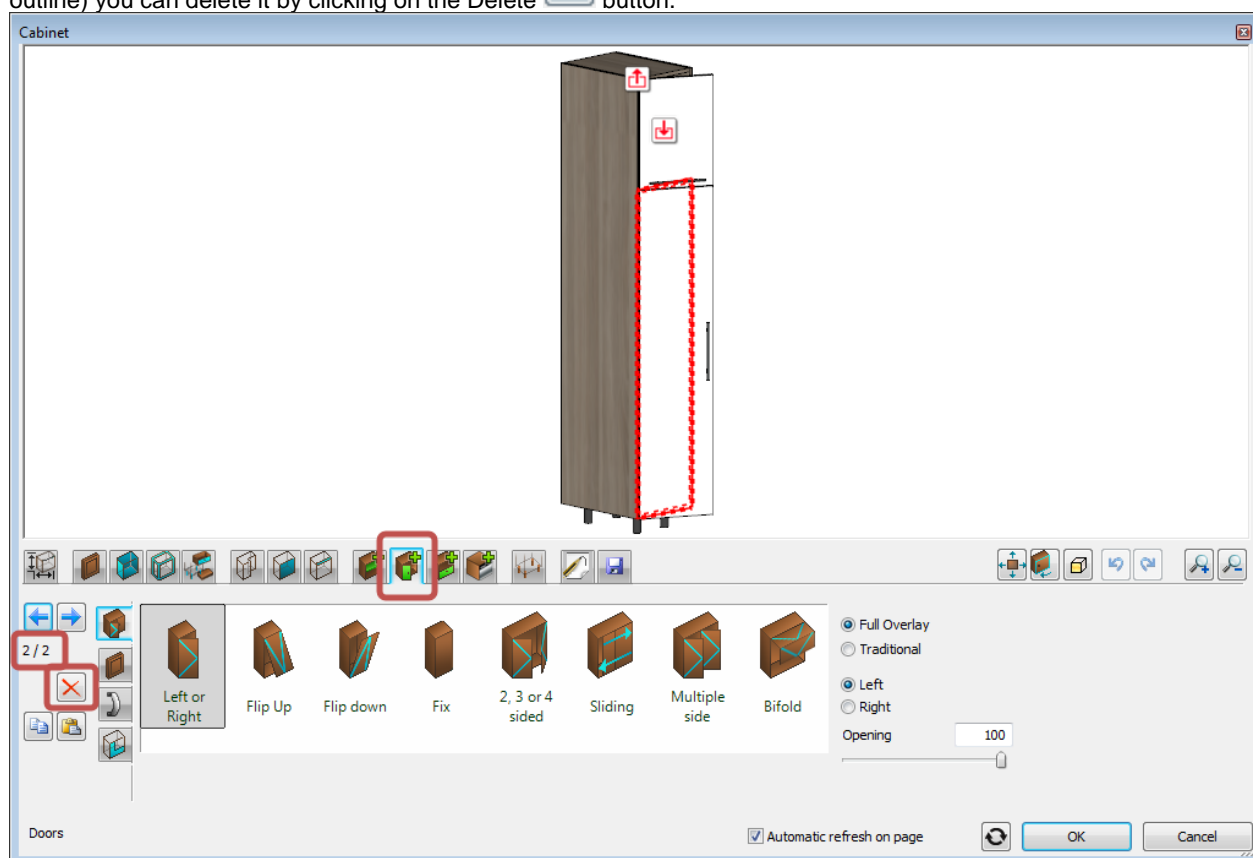 outline) you can delete it by clicking on the Delete button.
Cabinet
2 / 2
Left or
Right
Flip Up
Flip down
Fix
2, 3 or 4
sided
Sliding
Multiple
side
Bifold
Full Overlay
Traditional
Left
Right
Opening 100
Doors
Automatic refresh on page
OK
Cancel